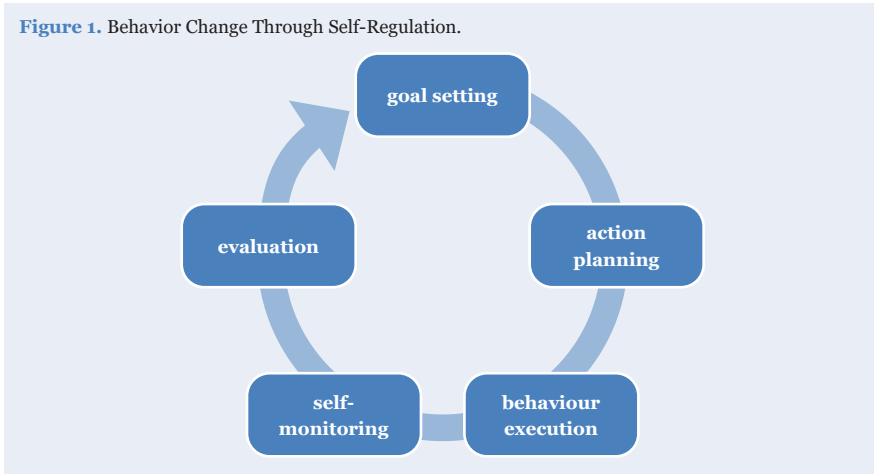 Figure 1. Behavior Change Through Self-Regulation.
goal setting
action
planning
behaviour
execution
self-
monitoring
evaluation